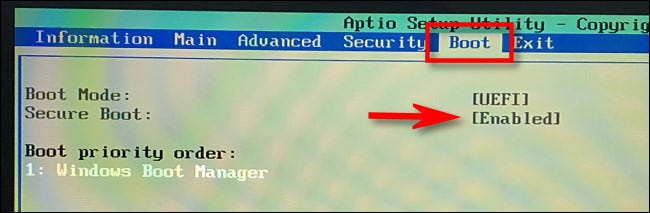 Aptio Setup Utility - Copyrig
Information Main Advanced Security Boot Exit
Boot Mode: [UEFI]
Secure Boot: [Enabled]
Boot priority order:
1: Windows Boot Manager